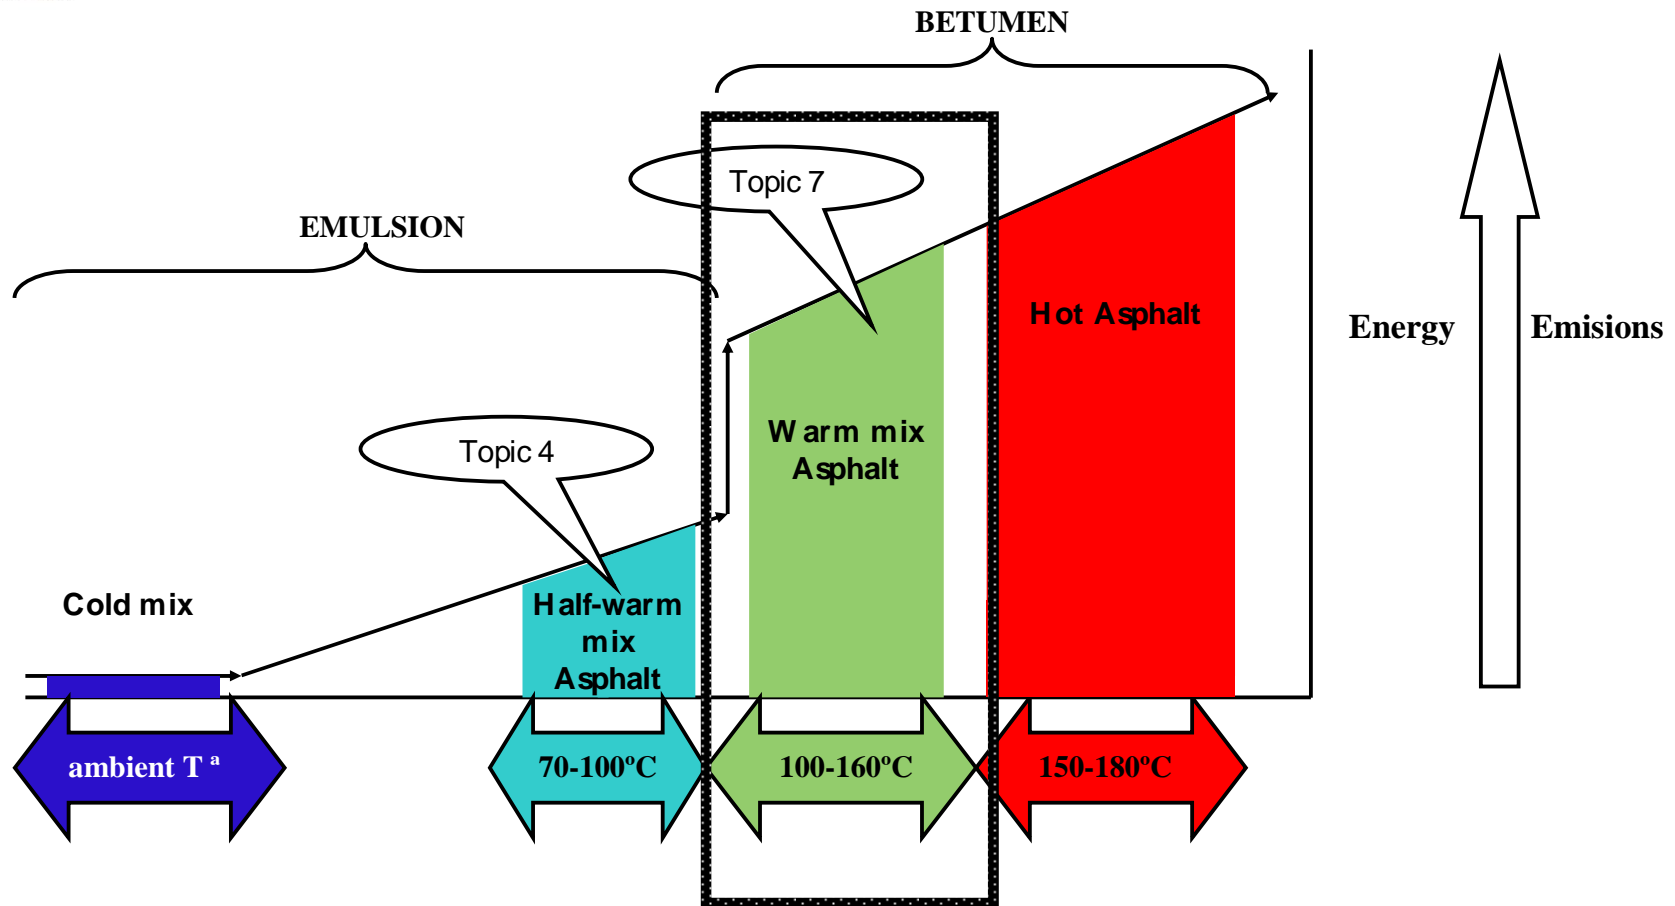 BETUMEN
Topic 7
EMULSION
Hot Asphalt
Energy
Emisions
Warm mix
Asphalt
Topic 4
Cold mix
Half-warm
mix
Asphalt
ambient T ª
70-100ºC
100-160ºC
150-180ºC